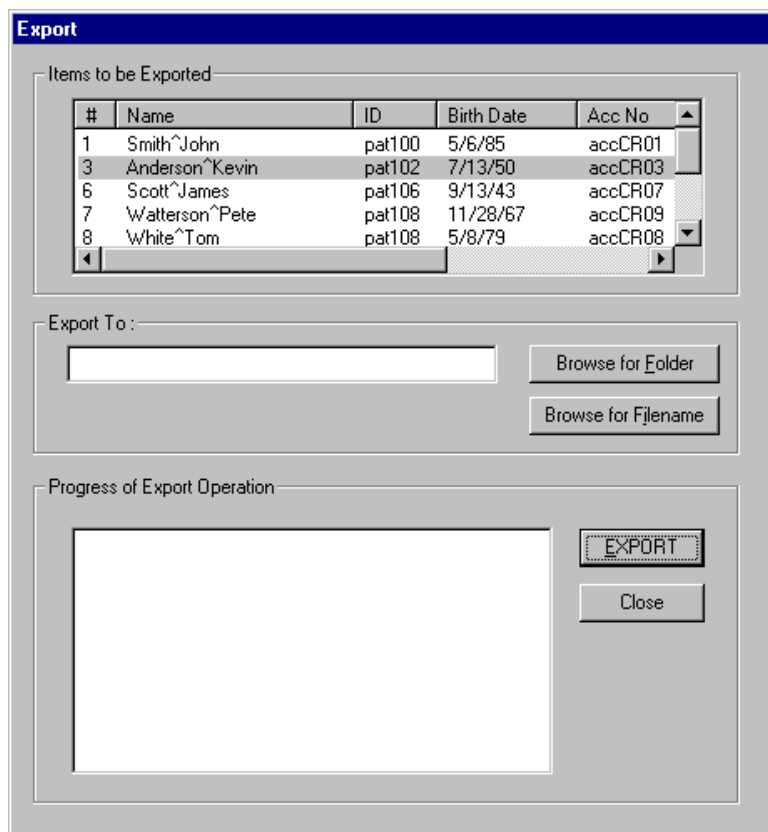 Export
Items to be Exported
# Name ID Birth Date Acc No
1 Smith^John pat100 5/6/85 accCR01
3 Anderson^Kevin pat102 7/13/50 accCR03
6 Scott^James pat106 9/13/43 accCR07
7 Watterson^Pete pat108 11/28/67 accCR09
8 White^Tom pat108 5/8/79 accCR08
Export To :
Browse for Folder
Browse for Filename
Progress of Export Operation
EXPORT
Close